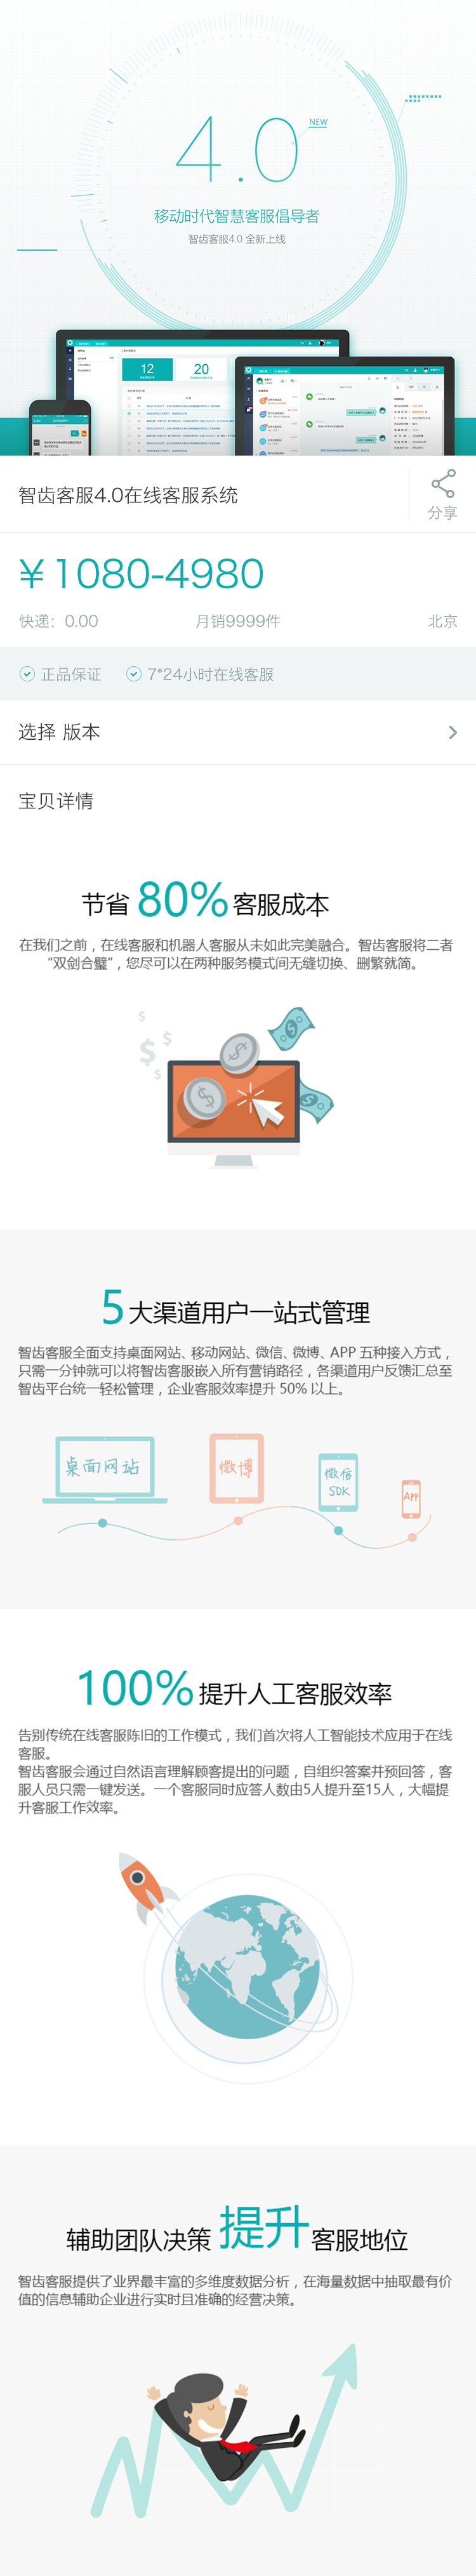 4.0
NEW
移动时代智慧客服倡导者
智齿客服4.0 全新上线
12
20
智齿客服4.0在线客服系统
分享
¥ 1080-4980
快递：0.00
月销9999件
北京
正品保证
7*24小时在线客服
选择 版本
宝贝详情
节省 80% 客服成本
在我们之前，在线客服和机器人客服从未如此完美融合。智齿客服将二者
“双剑合璧”，您尽可以在两种服务模式间无缝切换、删繁就简。
5 大渠道用户一站式管理
智齿客服全面支持桌面网站、移动网站、微信、微博、APP 五种接入方式，
只需一分钟就可以将智齿客服嵌入所有营销路径，各渠道用户反馈汇总至
智齿平台统一轻松管理，企业客服效率提升 50% 以上。
桌面网站
微博
微信
SDK
APP
100% 提升人工客服效率
告别传统在线客服陈旧的工作模式，我们首次将人工智能技术应用于在线
客服。
智齿客服会通过自然语言理解顾客提出的问题，自组织答案并预回答，客
服人员只需一键发送。一个客服同时应答人数由5人提升至15人，大幅提
升客服工作效率。
辅助团队决策 提升 客服地位
智齿客服提供了业界最丰富的多维度数据分析，在海量数据中抽取最有价
值的信息辅助企业进行实时且准确的经营决策。